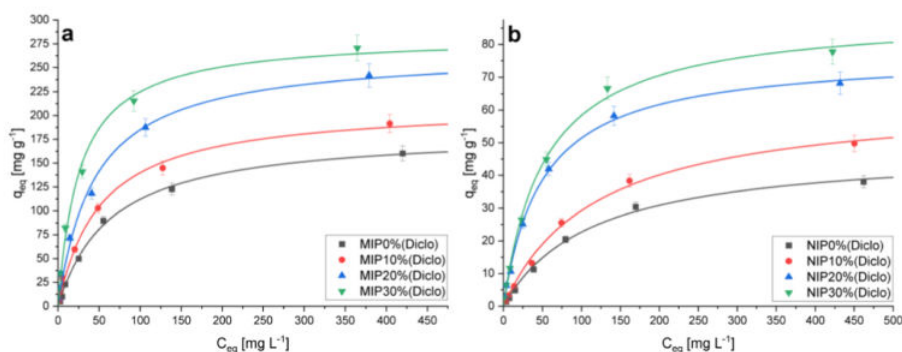 a
300
275
250
225
200
175
150
125
100
75
50
25
0
q_eq [mg g⁻¹]
0 50 100 150 200 250 300 350 400 450
C_eq [mg L⁻¹]
MIP0%(Diclo)
MIP10%(Diclo)
MIP20%(Diclo)
MIP30%(Diclo)
b
80
70
60
50
40
30
20
10
0
q_eq [mg g⁻¹]
0 50 100 150 200 250 300 350 400 450 500
C_eq [mg L⁻¹]
NIP0%(Diclo)
NIP10%(Diclo)
NIP20%(Diclo)
NIP30%(Diclo)